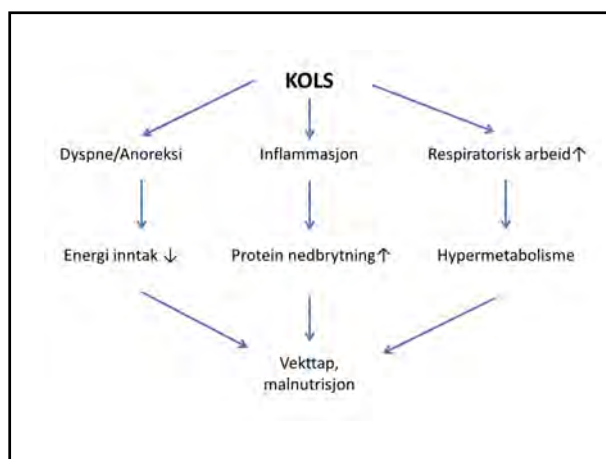 KOLS
Dyspne/Anoreksi
Inflammasjon
Respiratorisk arbeid↑
Energi inntak ↓
Protein nedbrytning↑
Hypermetabolisme
Vekttap,
malnutrisjon